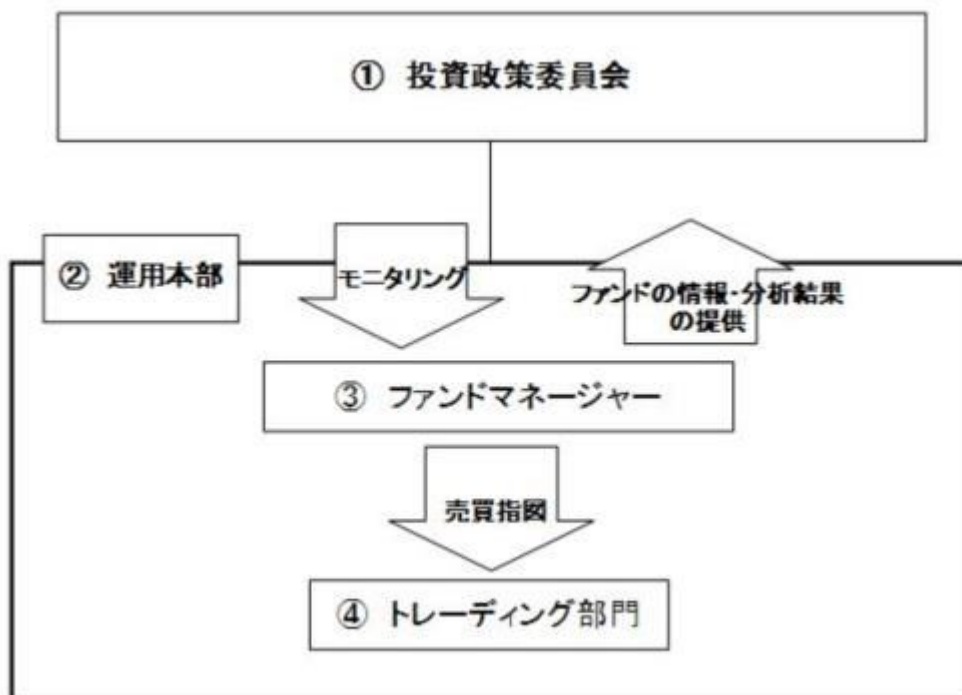 ① 投資政策委員会
② 運用本部
モニタリング
ファンドの情報・分析結果
の提供
③ ファンドマネージャー
売買指図
④ トレーディング部門